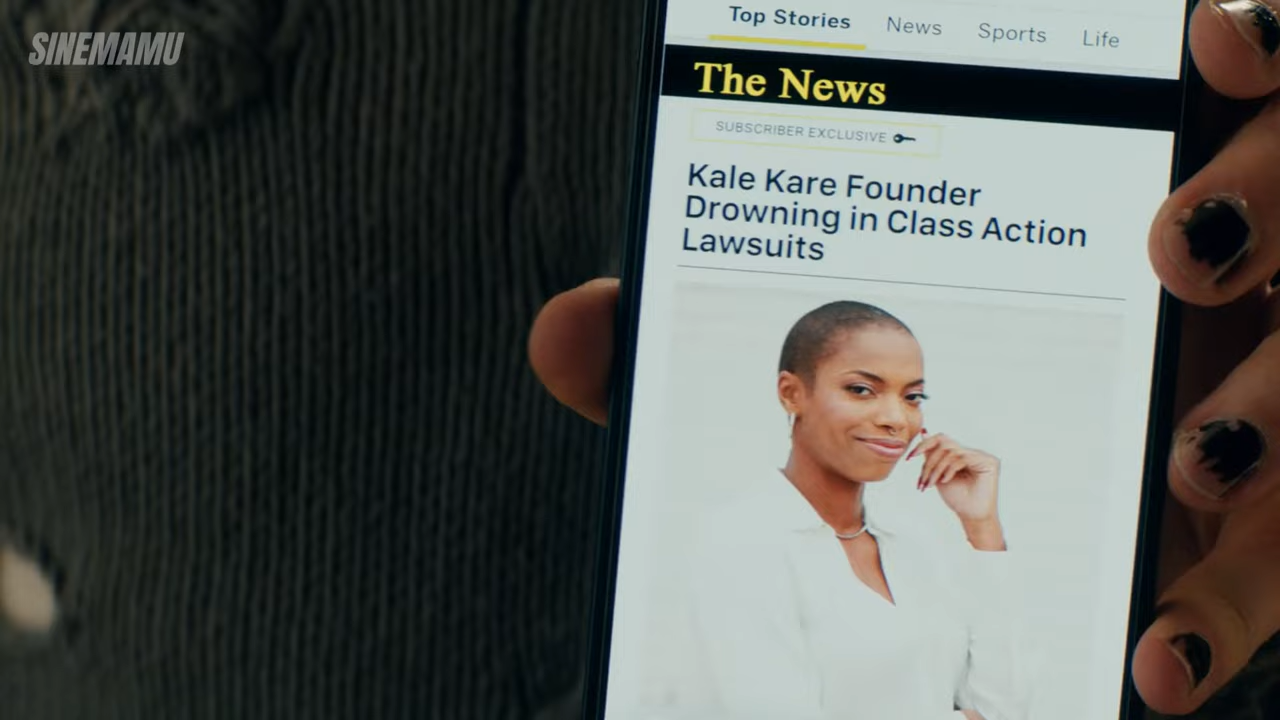 SINEMAMU
Top Stories News Sports Life
The News
SUBSCRIBER EXCLUSIVE
Kale Kare Founder
Drowning in Class Action
Lawsuits